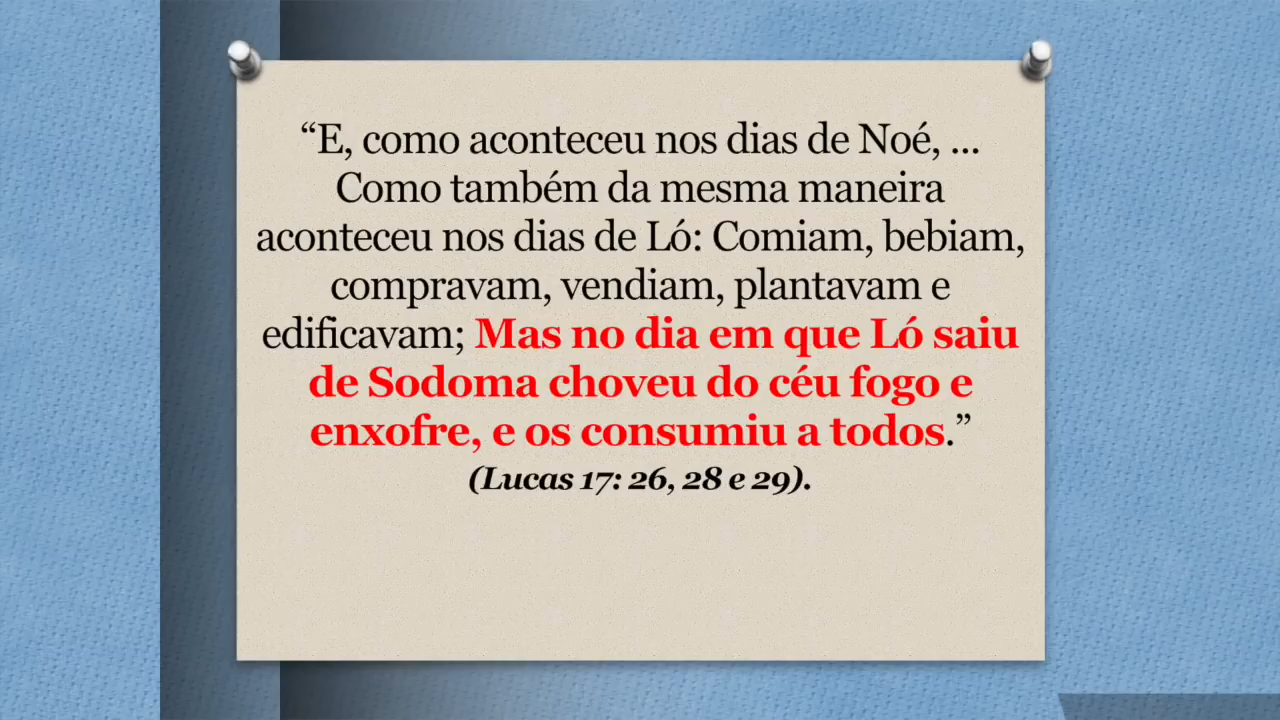 “E, como aconteceu nos dias de Noé, ...
Como também da mesma maneira
aconteceu nos dias de Ló: Comiam, bebiam,
compravam, vendiam, plantavam e
edificavam; Mas no dia em que Ló saiu
de Sodoma choveu do céu fogo e
enxofre, e os consumiu a todos.”
(Lucas 17: 26, 28 e 29).